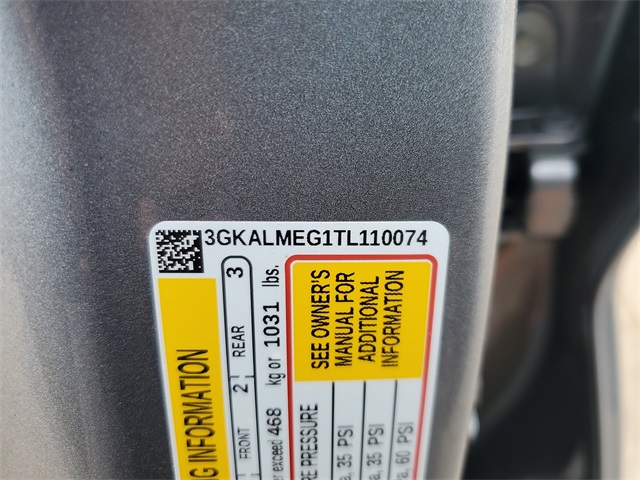 3GKALMEG1TL110074
NG INFORMATION
FRONT 2 REAR 3
exceed 468 kg or 1031 lbs.
SEE OWNER'S
MANUAL FOR
ADDITIONAL
INFORMATION
PRESSURE
35 PSI
35 PSI
60 PSI